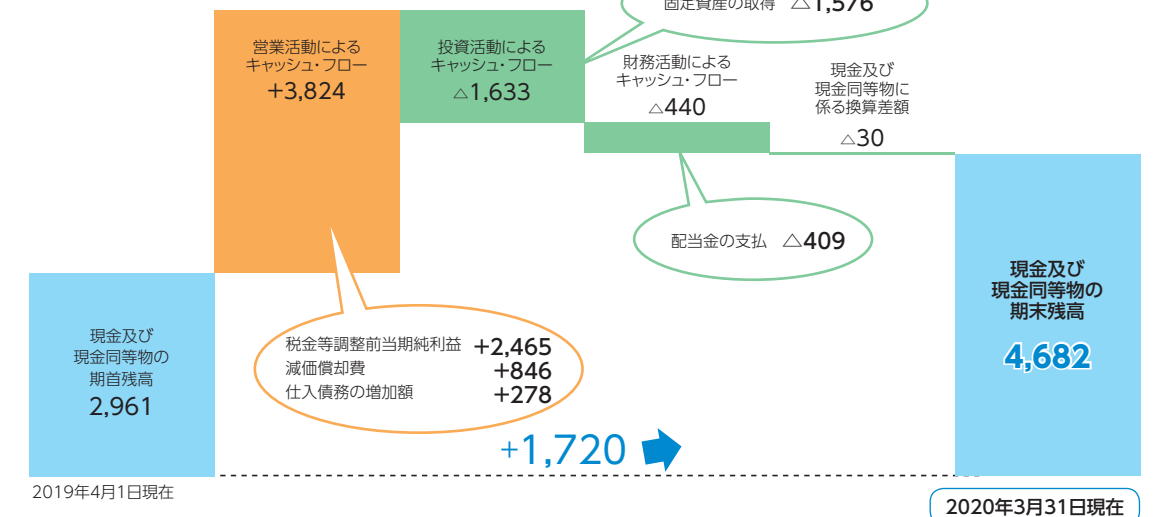 固定資産の取得 △1,576
営業活動による
キャッシュ・フロー
+3,824
投資活動による
キャッシュ・フロー
△1,633
財務活動による
キャッシュ・フロー
△440
現金及び
現金同等物に
係る換算差額
△30
配当金の支払 △409
現金及び
現金同等物の
期首残高
2,961
税金等調整前当期純利益 +2,465
減価償却費 +846
仕入債務の増加額 +278
現金及び
現金同等物の
期末残高
4,682
+1,720
2019年4月1日現在
2020年3月31日現在